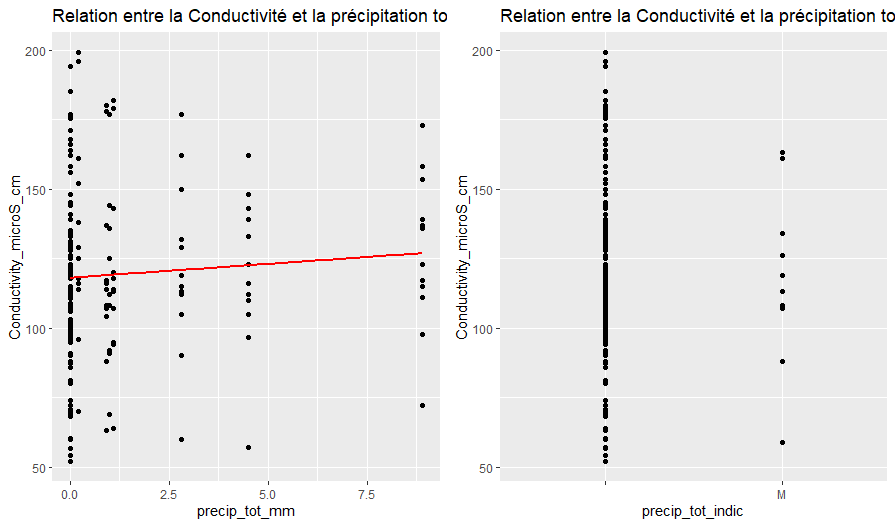 Relation entre la Conductivité et la précipitation to
200
150
100
50
Conductivity_microS_cm
0.0
2.5
5.0
7.5
precip_tot_mm
Relation entre la Conductivité et la précipitation to
200
150
100
50
Conductivity_microS_cm
M
precip_tot_indic